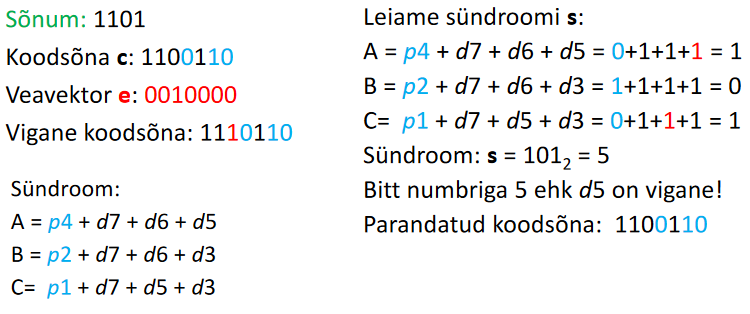 Sõnum: 1101
Koodsõna c: 1100110
Veavektor e: 0010000
Vigane koodsõna: 1110110
Sündroom:
A = p4 + d7 + d6 + d5
B = p2 + d7 + d6 + d3
C= p1 + d7 + d5 + d3
Leiame sündroomi s:
A = p4 + d7 + d6 + d5 = 0+1+1+1 = 1
B = p2 + d7 + d6 + d3 = 1+1+1+1 = 0
C= p1 + d7 + d5 + d3 = 0+1+1+1 = 1
Sündroom: s = 101₂ = 5
Bitt numbriga 5 ehk d5 on vigane!
Parandatud koodsõna: 1100110